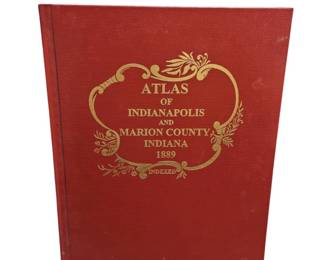 ATLAS
OF
INDIANAPOLIS
AND
MARION COUNTY
INDIANA
1889
INDEXED